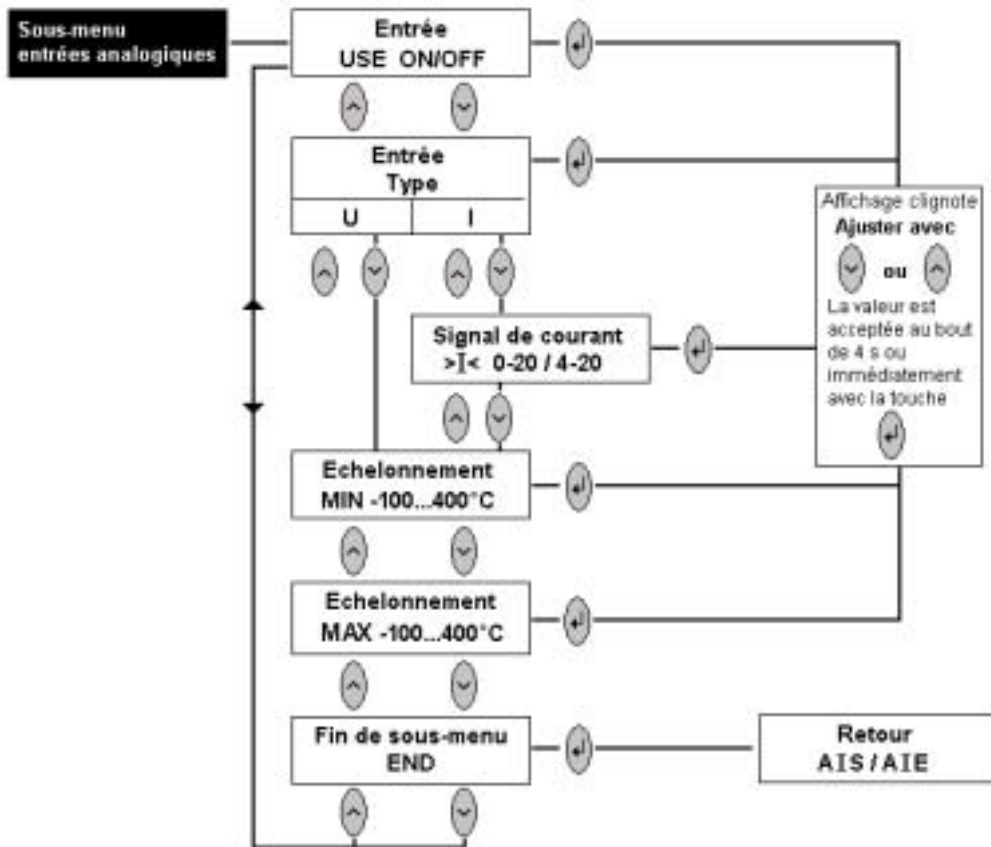 Sous-menu
entrées analogiques
Entrée
USE ON/OFF
Entrée
Type
U
I
Signal de courant
>I< 0-20 / 4-20
Echelonnement
MIN -100...400°C
Echelonnement
MAX -100...400°C
Fin de sous-menu
END
Affichage clignote
Ajuster avec
ou
La valeur est
acceptée au bout
de 4 s ou
immédiatement
avec la touche
Retour
AIS / AIE